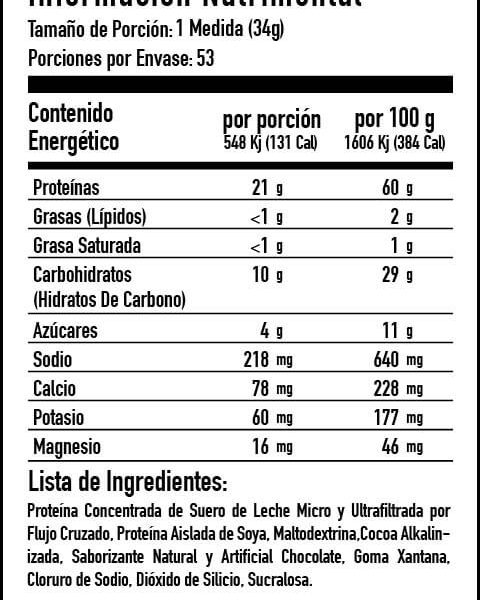 Información Nutrimental
Tamaño de Porción: 1 Medida (34g)
Porciones por Envase: 53
Contenido Energético por porción 548 Kj (131 Cal) por 100 g 1606 Kj (384 Cal)
Proteínas 21 g 60 g
Grasas (Lípidos) <1 g 2 g
Grasa Saturada <1 g 1 g
Carbohidratos 10 g 29 g
(Hidratos De Carbono)
Azúcares 4 g 11 g
Sodio 218 mg 640 mg
Calcio 78 mg 228 mg
Potasio 60 mg 177 mg
Magnesio 16 mg 46 mg
Lista de Ingredientes:
Proteína Concentrada de Suero de Leche Micro y Ultrafiltrada por
Flujo Cruzado, Proteína Aislada de Soya, Maltodextrina,Cocoa Alkalin-
izada, Saborizante Natural y Artificial Chocolate, Goma Xantana,
Cloruro de Sodio, Dióxido de Silicio, Sucralosa.